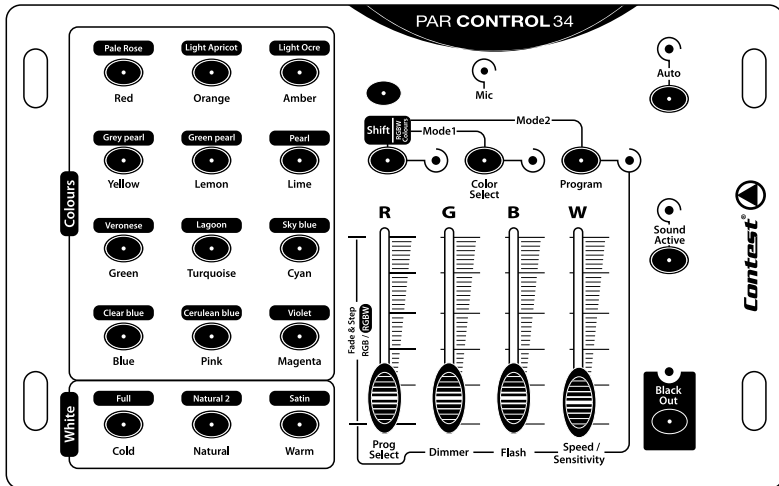 PAR CONTROL 34
Pale Rose
Light Apricot
Light Ocre
Red
Orange
Amber
Grey pearl
Green pearl
Pearl
Yellow
Lemon
Lime
Colours
Veronese
Lagoon
Sky blue
Green
Turquoise
Cyan
Clear blue
Cerulean blue
Violet
Blue
Pink
Magenta
White
Full
Natural 2
Satin
Cold
Natural
Warm
Mic
Auto
Shift
RGBW
Colours
Mode1
Mode2
Color
Select
Program
R
G
B
W
Fade & Step
RGB / RGBW
Prog
Select
Dimmer
Flash
Speed /
Sensitivity
Sound
Active
Contest®
Black
Out